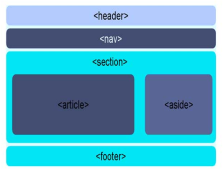 <header>
<nav>
<section>
<article>
<aside>
<footer>